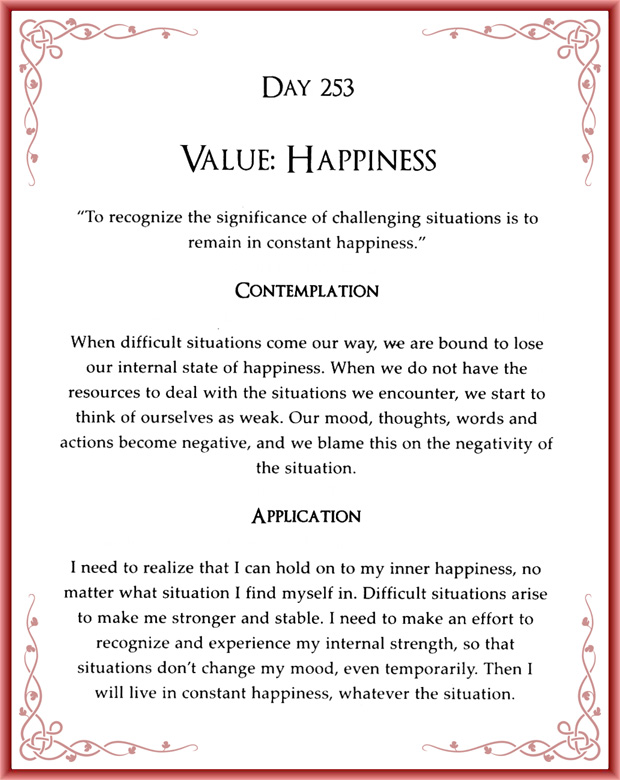 DAY 253
VALUE: HAPPINESS
“To recognize the significance of challenging situations is to
remain in constant happiness.”
CONTEMPLATION
When difficult situations come our way, we are bound to lose
our internal state of happiness. When we do not have the
resources to deal with the situations we encounter, we start to
think of ourselves as weak. Our mood, thoughts, words and
actions become negative, and we blame this on the negativity of
the situation.
APPLICATION
I need to realize that I can hold on to my inner happiness, no
matter what situation I find myself in. Difficult situations arise
to make me stronger and stable. I need to make an effort to
recognize and experience my internal strength, so that
situations don’t change my mood, even temporarily. Then I
will live in constant happiness, whatever the situation.